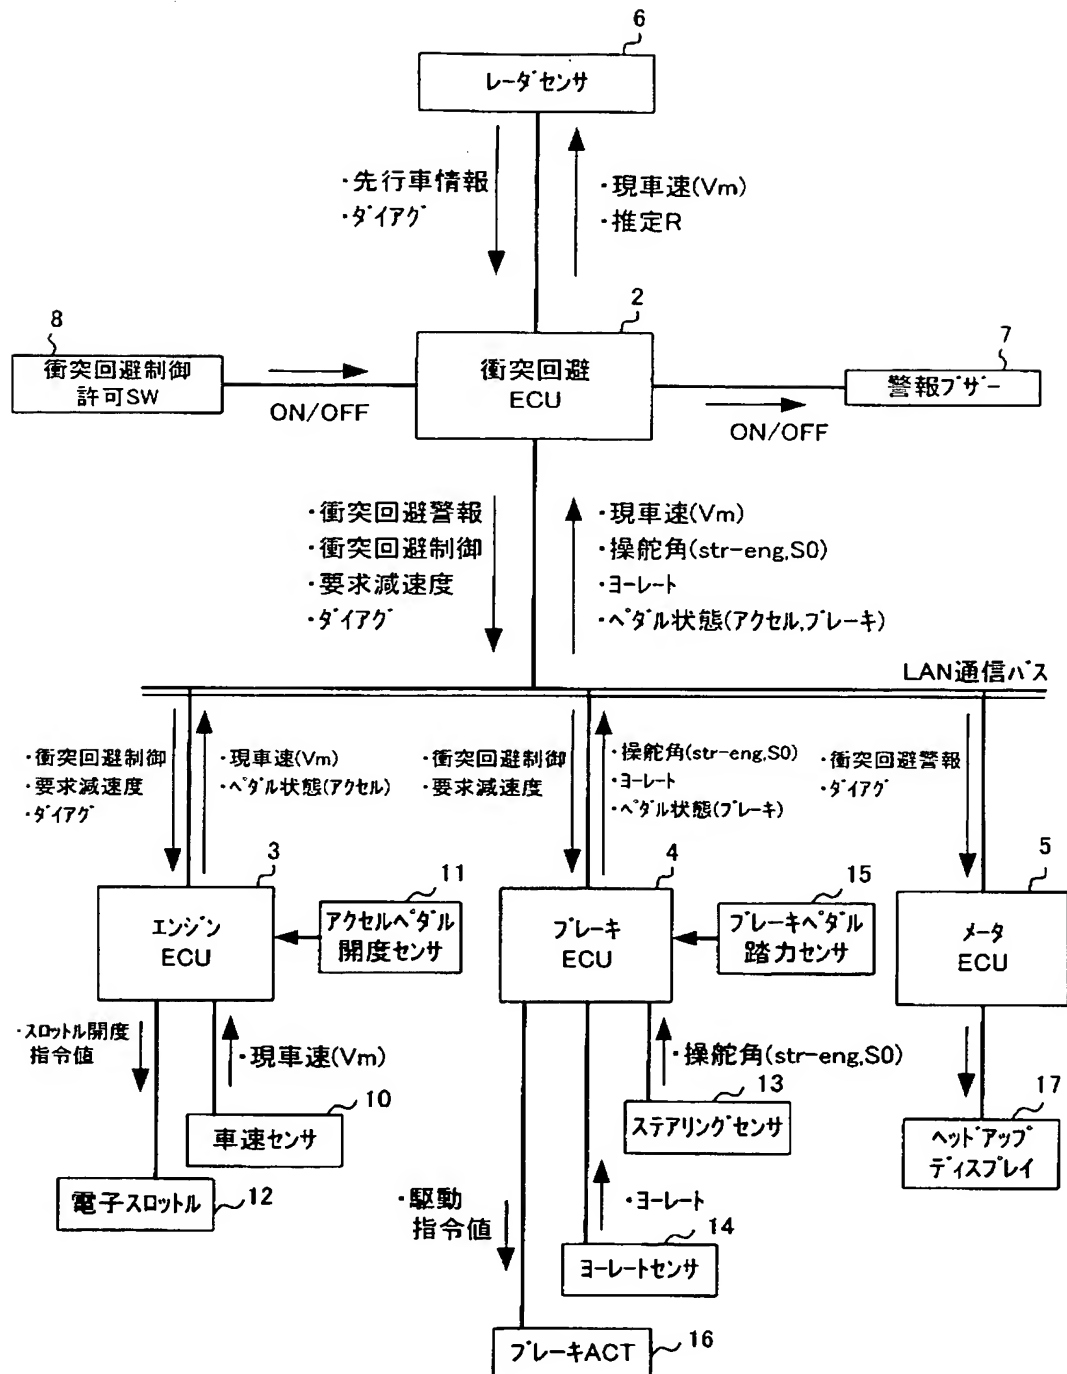 6
レーダセンサ
・先行車情報
・ダイアグ
・現車速(Vm)
・推定R
8
衝突回避制御
許可SW
ON/OFF
2
衝突回避
ECU
7
警報ブザー
ON/OFF
・衝突回避警報
・衝突回避制御
・要求減速度
・ダイアグ
・現車速(Vm)
・操舵角(str-eng,S0)
・ヨーレート
・ペダル状態(アクセル,ブレーキ)
LAN通信バス
・衝突回避制御
・要求減速度
・ダイアグ
・現車速(Vm)
・ペダル状態(アクセル)
・衝突回避制御
・要求減速度
・操舵角(str-eng,S0)
・ヨーレート
・ペダル状態(ブレーキ)
・衝突回避警報
・ダイアグ
3
エンジン
ECU
11
アクセルペダル
開度センサ
4
ブレーキ
ECU
15
ブレーキペダル
踏力センサ
5
メータ
ECU
・スロットル開度
指令値
・現車速(Vm)
10
車速センサ
12
電子スロットル
・操舵角(str-eng,S0)
13
ステアリングセンサ
・駆動
指令値
・ヨーレート
14
ヨーレートセンサ
16
ブレーキACT
17
ヘッドアップ
ディスプレイ